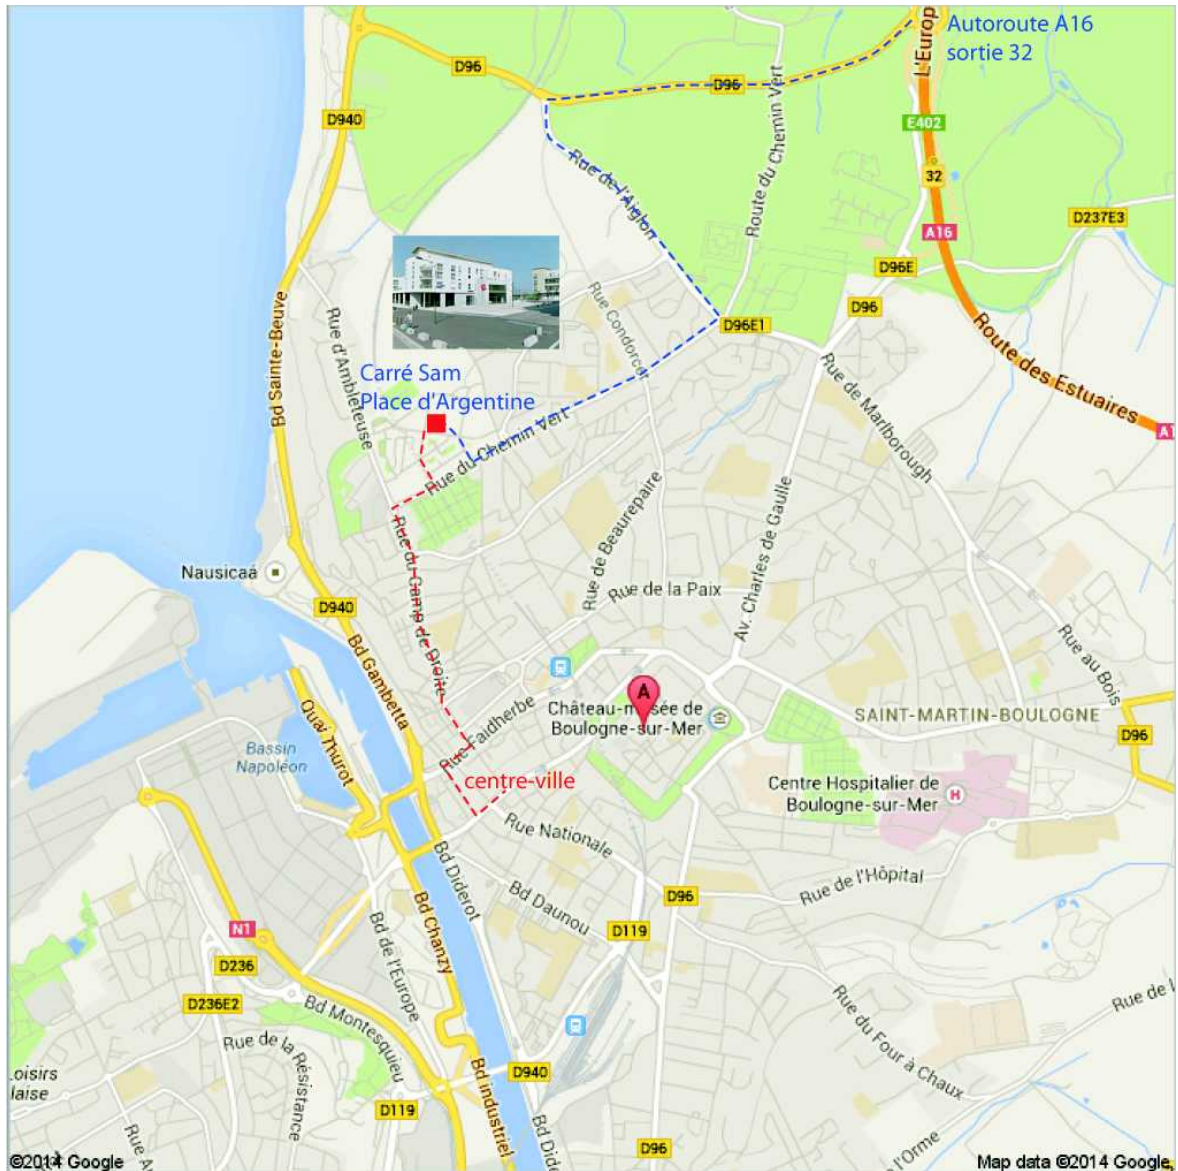 Autoroute A16
sortie 32
L'Europ
D96
D96
D940
Route du Chemin Vert
E402
Rue de l'Aiglon
32
D237E3
A16
D96E
Rue Condorcet
D96
D96E1
Bd Sainte-Beuve
Rue d'Ambleteuse
Route des Estuaires
Carré Sam
Place d'Argentine
Rue de Marlborough
Rue du Chemin Vert
A1
Rue de Beaurepaire
Av. Charles de Gaulle
Rue du Camp de Droite
Nausicaá
Rue de la Paix
D940
Bd Gambetta
Rue au Bois
A
Quai Thurot
Rue Faidherbe
Château-musée de
Boulogne-sur-Mer
SAINT-MARTIN-BOULOGNE
D96
Bassin
Napoléon
centre-ville
Centre Hospitalier de
Boulogne-sur-Mer
H
Rue Nationale
Bd Diderot
Bd Daunou
D96
Rue de l'Hôpital
N1
D119
Bd Chanzy
Bd de l'Europe
D236
D236E2
Bd Montesquieu
Rue du Four à Chaux
Rue de l
Rue de la Résistance
Loisirs
laise
D940
D119
Bd industriel
Rue A
Bd Did
D96
e l'Orme
©2014 Google
Map data ©2014 Google